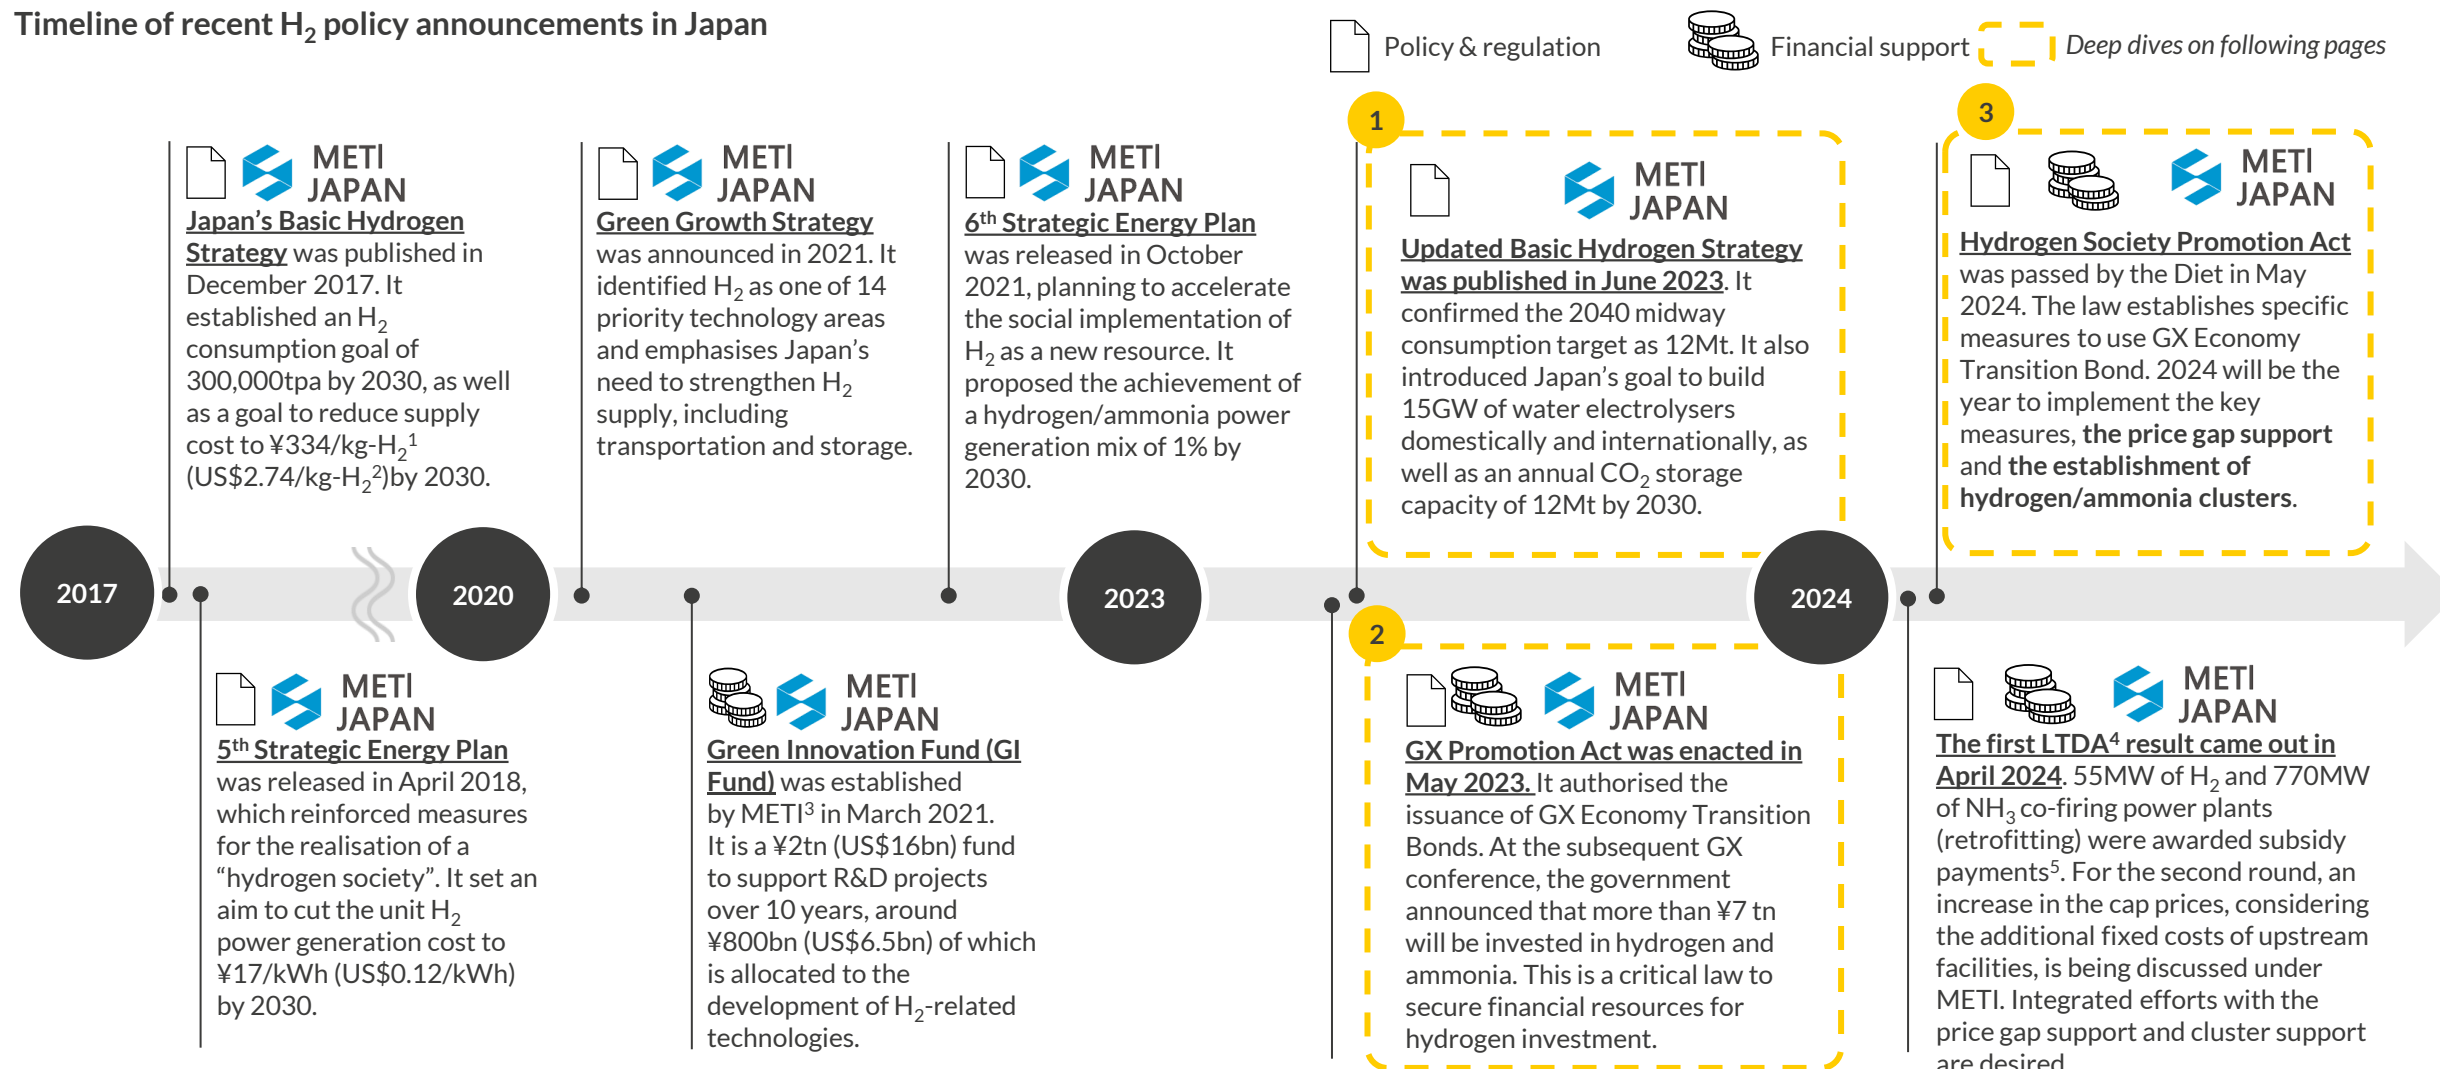 Timeline of recent H₂ policy announcements in Japan
Policy & regulation
Financial support
Deep dives on following pages
METI
JAPAN
Japan's Basic Hydrogen
Strategy was published in
December 2017. It
established an H₂
consumption goal of
300,000tpa by 2030, as well
as a goal to reduce supply
cost to ¥334/kg-H₂¹
(US$2.74/kg-H₂²)by 2030.
METI
JAPAN
Green Growth Strategy
was announced in 2021. It
identified H₂ as one of 14
priority technology areas
and emphasises Japan's
need to strengthen H₂
supply, including
transportation and storage.
METI
JAPAN
6th Strategic Energy Plan
was released in October
2021, planning to accelerate
the social implementation of
H₂ as a new resource. It
proposed the achievement of
a hydrogen/ammonia power
generation mix of 1% by
2030.
1
METI
JAPAN
Updated Basic Hydrogen Strategy
was published in June 2023. It
confirmed the 2040 midway
consumption target as 12Mt. It also
introduced Japan's goal to build
15GW of water electrolysers
domestically and internationally, as
well as an annual CO₂ storage
capacity of 12Mt by 2030.
3
METI
JAPAN
Hydrogen Society Promotion Act
was passed by the Diet in May
2024. The law establishes specific
measures to use GX Economy
Transition Bond. 2024 will be the
year to implement the key
measures, the price gap support
and the establishment of
hydrogen/ammonia clusters.
2017
2020
2023
2024
METI
JAPAN
5th Strategic Energy Plan
was released in April 2018,
which reinforced measures
for the realisation of a
“hydrogen society”. It set an
aim to cut the unit H₂
power generation cost to
¥17/kWh (US$0.12/kWh)
by 2030.
METI
JAPAN
Green Innovation Fund (GI
Fund) was established
by METI³ in March 2021.
It is a ¥2tn (US$16bn) fund
to support R&D projects
over 10 years, around
¥800bn (US$6.5bn) of which
is allocated to the
development of H₂-related
technologies.
2
METI
JAPAN
GX Promotion Act was enacted in
May 2023. It authorised the
issuance of GX Economy Transition
Bonds. At the subsequent GX
conference, the government
announced that more than ¥7 tn
will be invested in hydrogen and
ammonia. This is a critical law to
secure financial resources for
hydrogen investment.
METI
JAPAN
The first LTDA⁴ result came out in
April 2024. 55MW of H₂ and 770MW
of NH₃ co-firing power plants
(retrofitting) were awarded subsidy
payments⁵. For the second round, an
increase in the cap prices, considering
the additional fixed costs of upstream
facilities, is being discussed under
METI. Integrated efforts with the
price gap support and cluster support
are desired